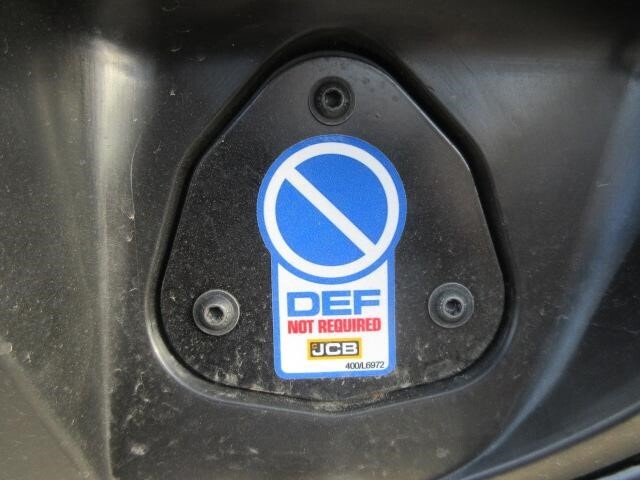 DEF
NOT REQUIRED
JCB
400/L6972